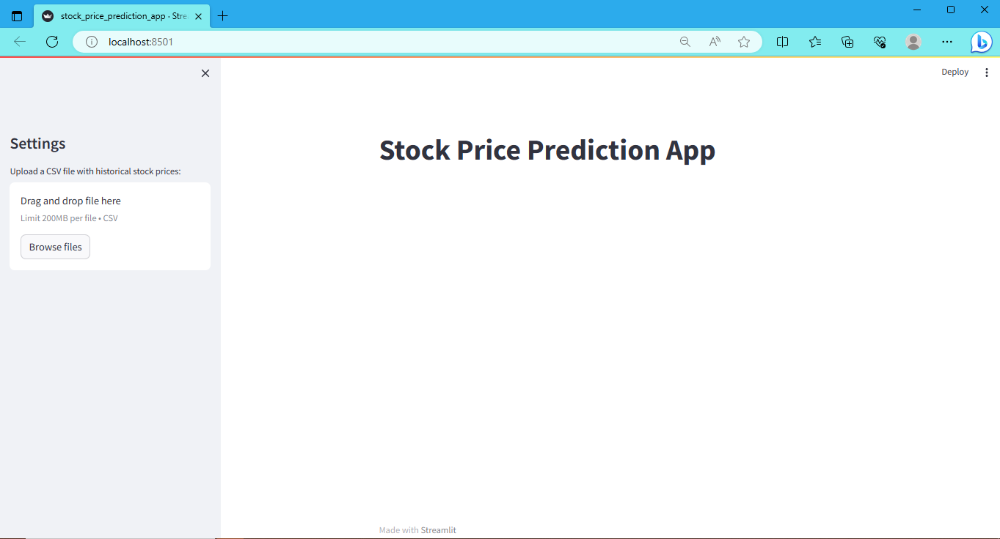 stock_price_prediction_app · Stre
localhost:8501
Deploy
Settings
Upload a CSV file with historical stock prices:
Drag and drop file here
Limit 200MB per file • CSV
Browse files
Stock Price Prediction App
Made with Streamlit